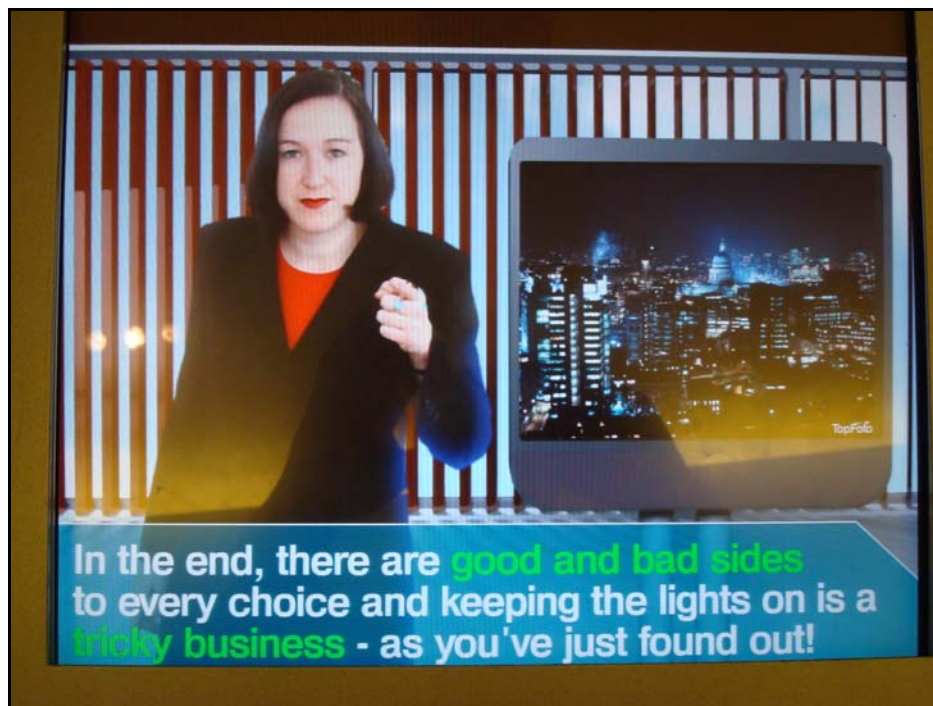 TopFoto
In the end, there are good and bad sides
to every choice and keeping the lights on is a
tricky business - as you've just found out!